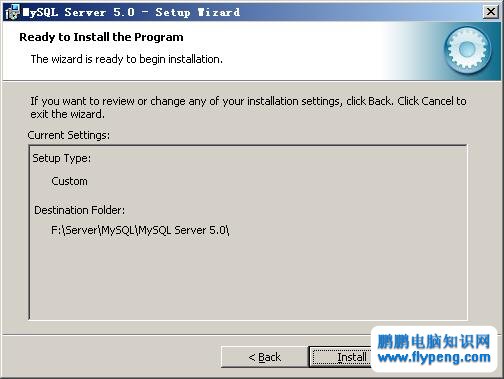 MySQL Server 5.0 - Setup Wizard
Ready to Install the Program
The wizard is ready to begin installation.
If you want to review or change any of your installation settings, click Back. Click Cancel to
exit the wizard.
Current Settings:
Setup Type:
Custom
Destination Folder:
F:\Server\MySQL\MySQL Server 5.0\
< Back
Install
鹏鹏电脑知识网
www.flypeng.com